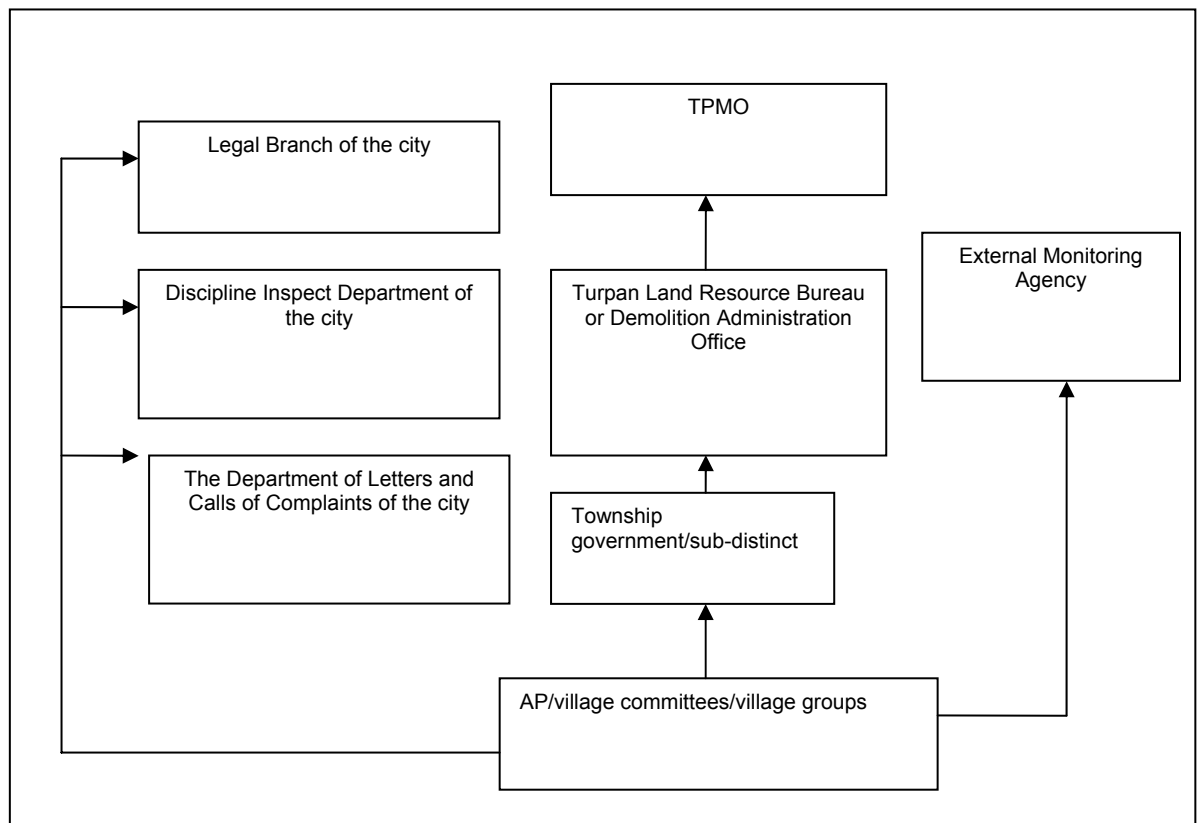 TPMO
Legal Branch of the city
External Monitoring
Agency
Discipline Inspect Department of
the city
Turpan Land Resource Bureau
or Demolition Administration
Office
The Department of Letters and
Calls of Complaints of the city
Township
government/sub-distinct
AP/village committees/village groups